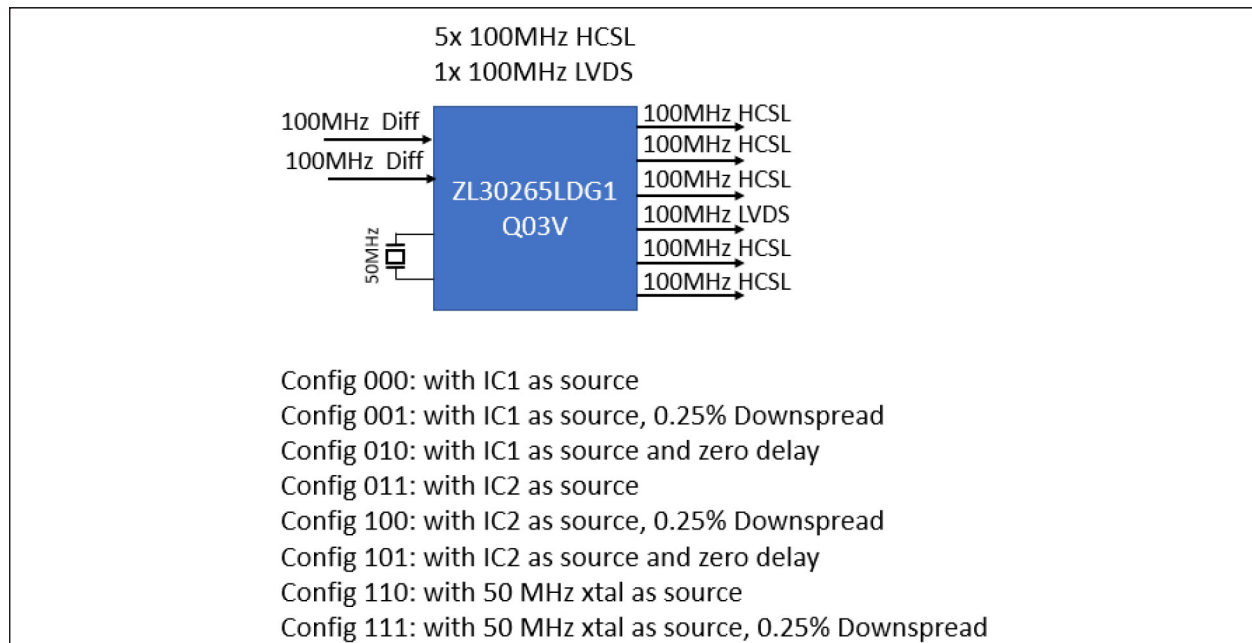 5x 100MHz HCSL
1x 100MHz LVDS
100MHz Diff
100MHz Diff
50MHz
ZL30265LDG1
Q03V
100MHz HCSL
100MHz HCSL
100MHz HCSL
100MHz LVDS
100MHz HCSL
100MHz HCSL
Config 000: with IC1 as source
Config 001: with IC1 as source, 0.25% Downspread
Config 010: with IC1 as source and zero delay
Config 011: with IC2 as source
Config 100: with IC2 as source, 0.25% Downspread
Config 101: with IC2 as source and zero delay
Config 110: with 50 MHz xtal as source
Config 111: with 50 MHz xtal as source, 0.25% Downspread